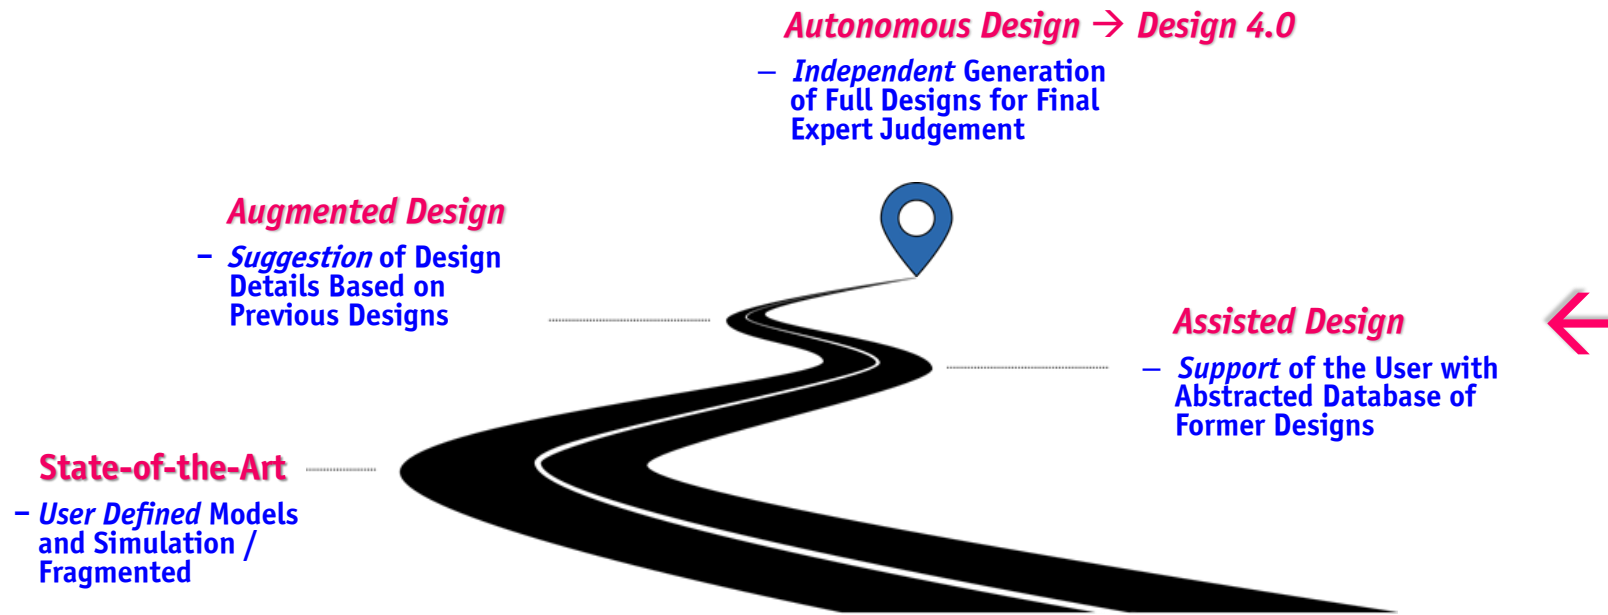 Autonomous Design → Design 4.0
– Independent Generation
of Full Designs for Final
Expert Judgement
Augmented Design
– Suggestion of Design
Details Based on
Previous Designs
Assisted Design
– Support of the User with
Abstracted Database of
Former Designs
State-of-the-Art
– User Defined Models
and Simulation /
Fragmented